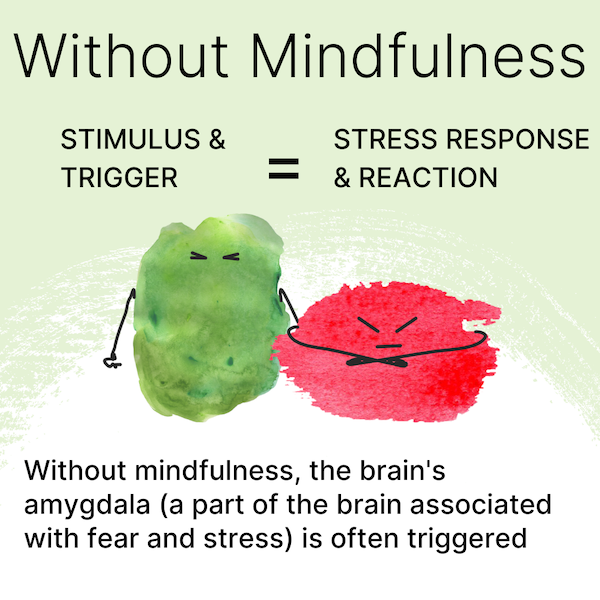 Without Mindfulness
STIMULUS &
TRIGGER
=
STRESS RESPONSE
& REACTION
Without mindfulness, the brain's
amygdala (a part of the brain associated
with fear and stress) is often triggered